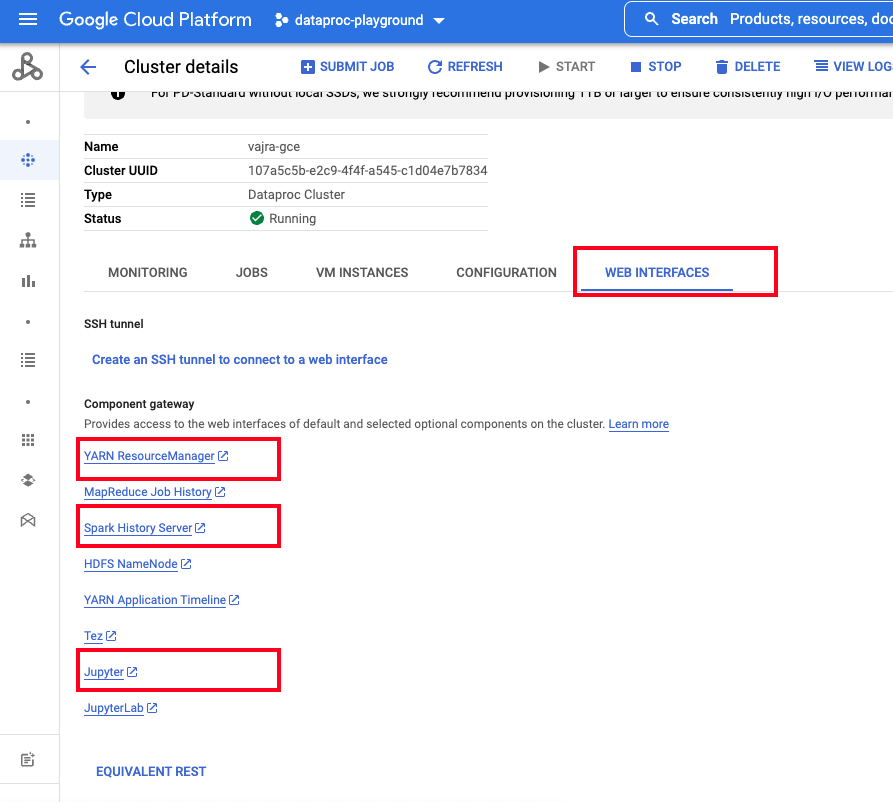 Google Cloud Platform dataproc-playground Search Products, resources, doc
Cluster details SUBMIT JOB REFRESH START STOP DELETE VIEW LOG
For PD-Standard without local SSDs, we strongly recommend provisioning 1TB or larger to ensure consistently high I/O performa
Name vajra-gce
Cluster UUID 107a5c5b-e2c9-4f4f-a545-c1d04e7b7834
Type Dataproc Cluster
Status Running
MONITORING JOBS VM INSTANCES CONFIGURATION WEB INTERFACES
SSH tunnel
Create an SSH tunnel to connect to a web interface
Component gateway
Provides access to the web interfaces of default and selected optional components on the cluster. Learn more
YARN ResourceManager
MapReduce Job History
Spark History Server
HDFS NameNode
YARN Application Timeline
Tez
Jupyter
JupyterLab
EQUIVALENT REST